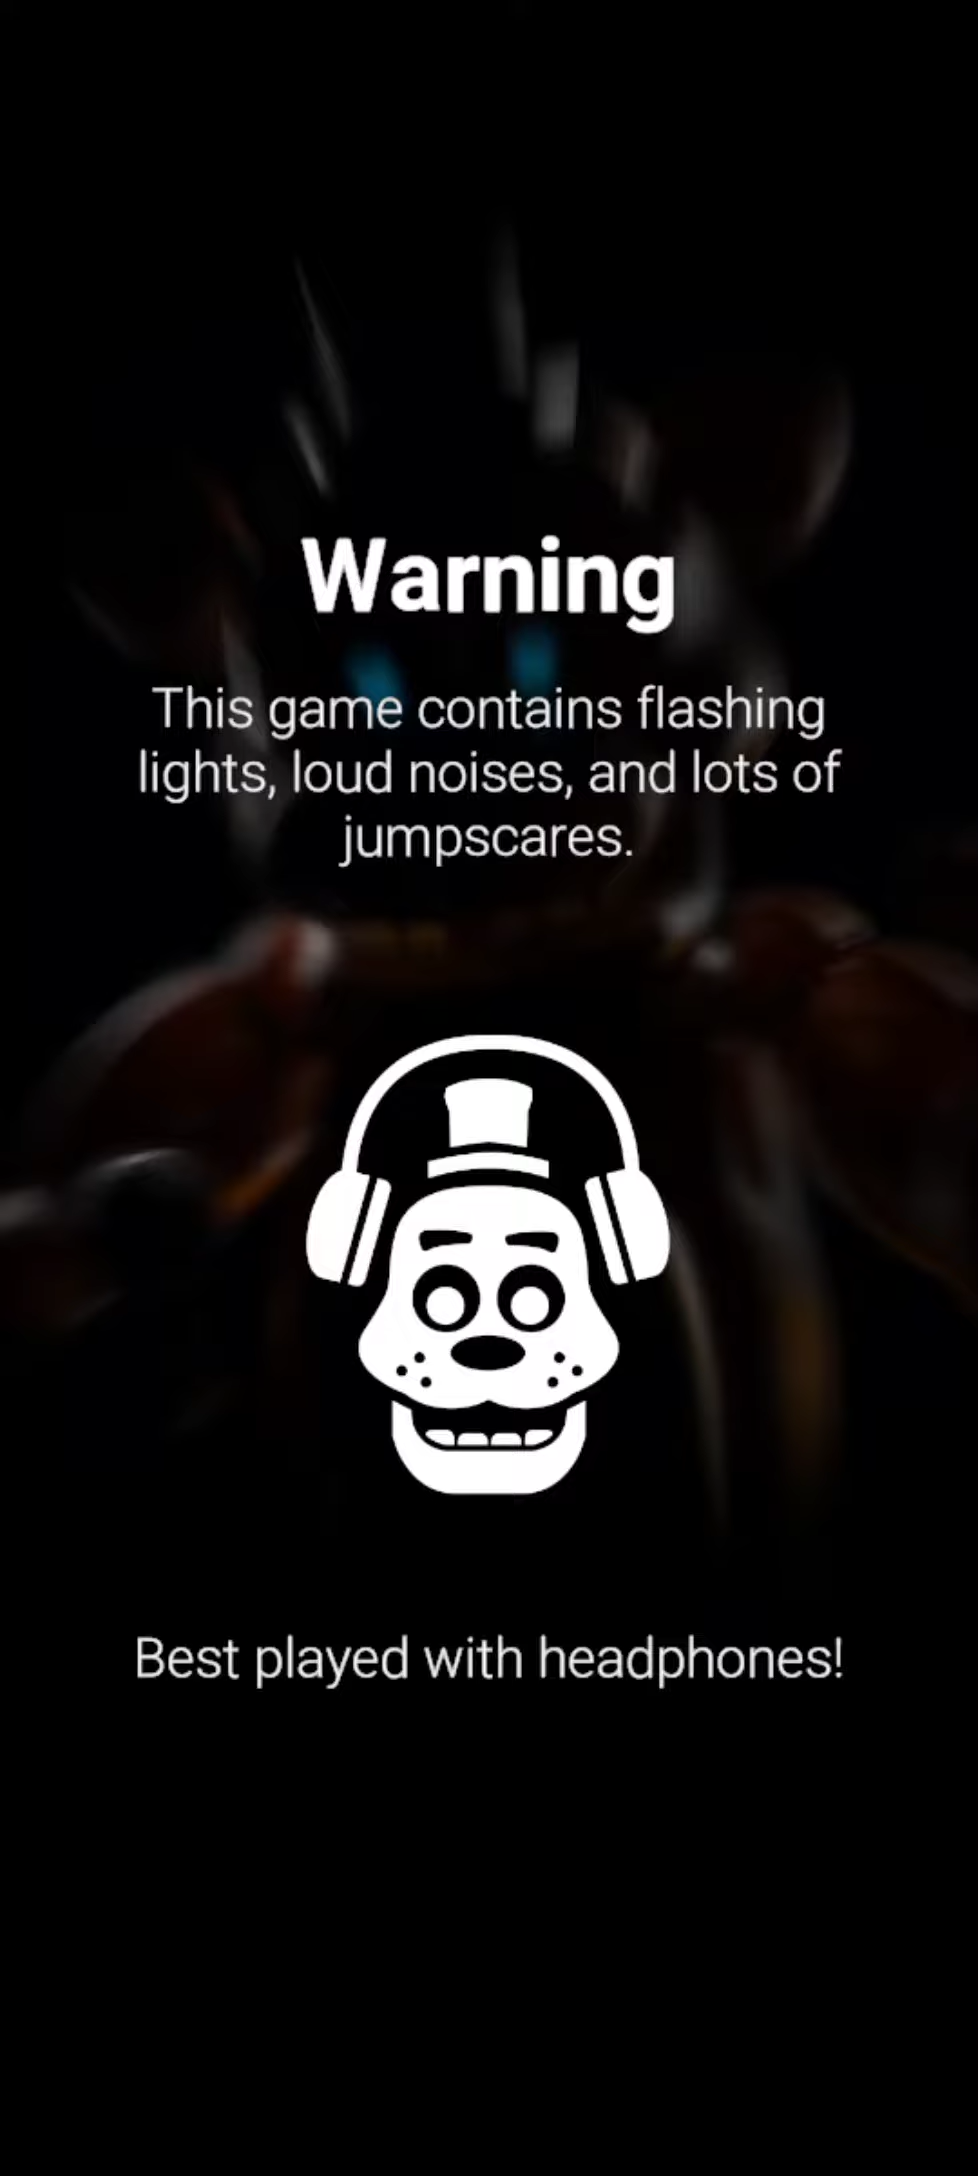 Warning
This game contains flashing
lights, loud noises, and lots of
jumpscares.
Best played with headphones!